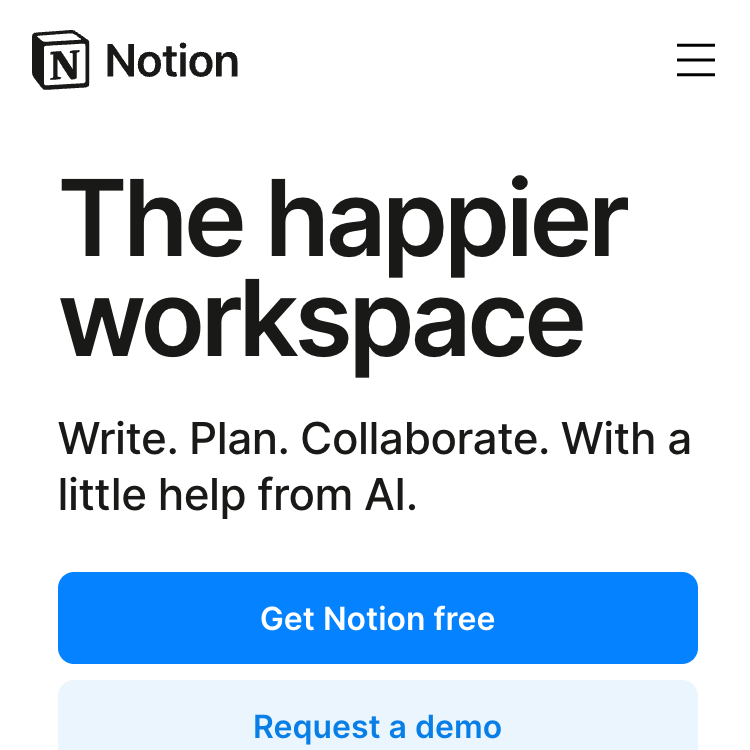 N Notion
The happier
workspace
Write. Plan. Collaborate. With a
little help from AI.
Get Notion free
Request a demo